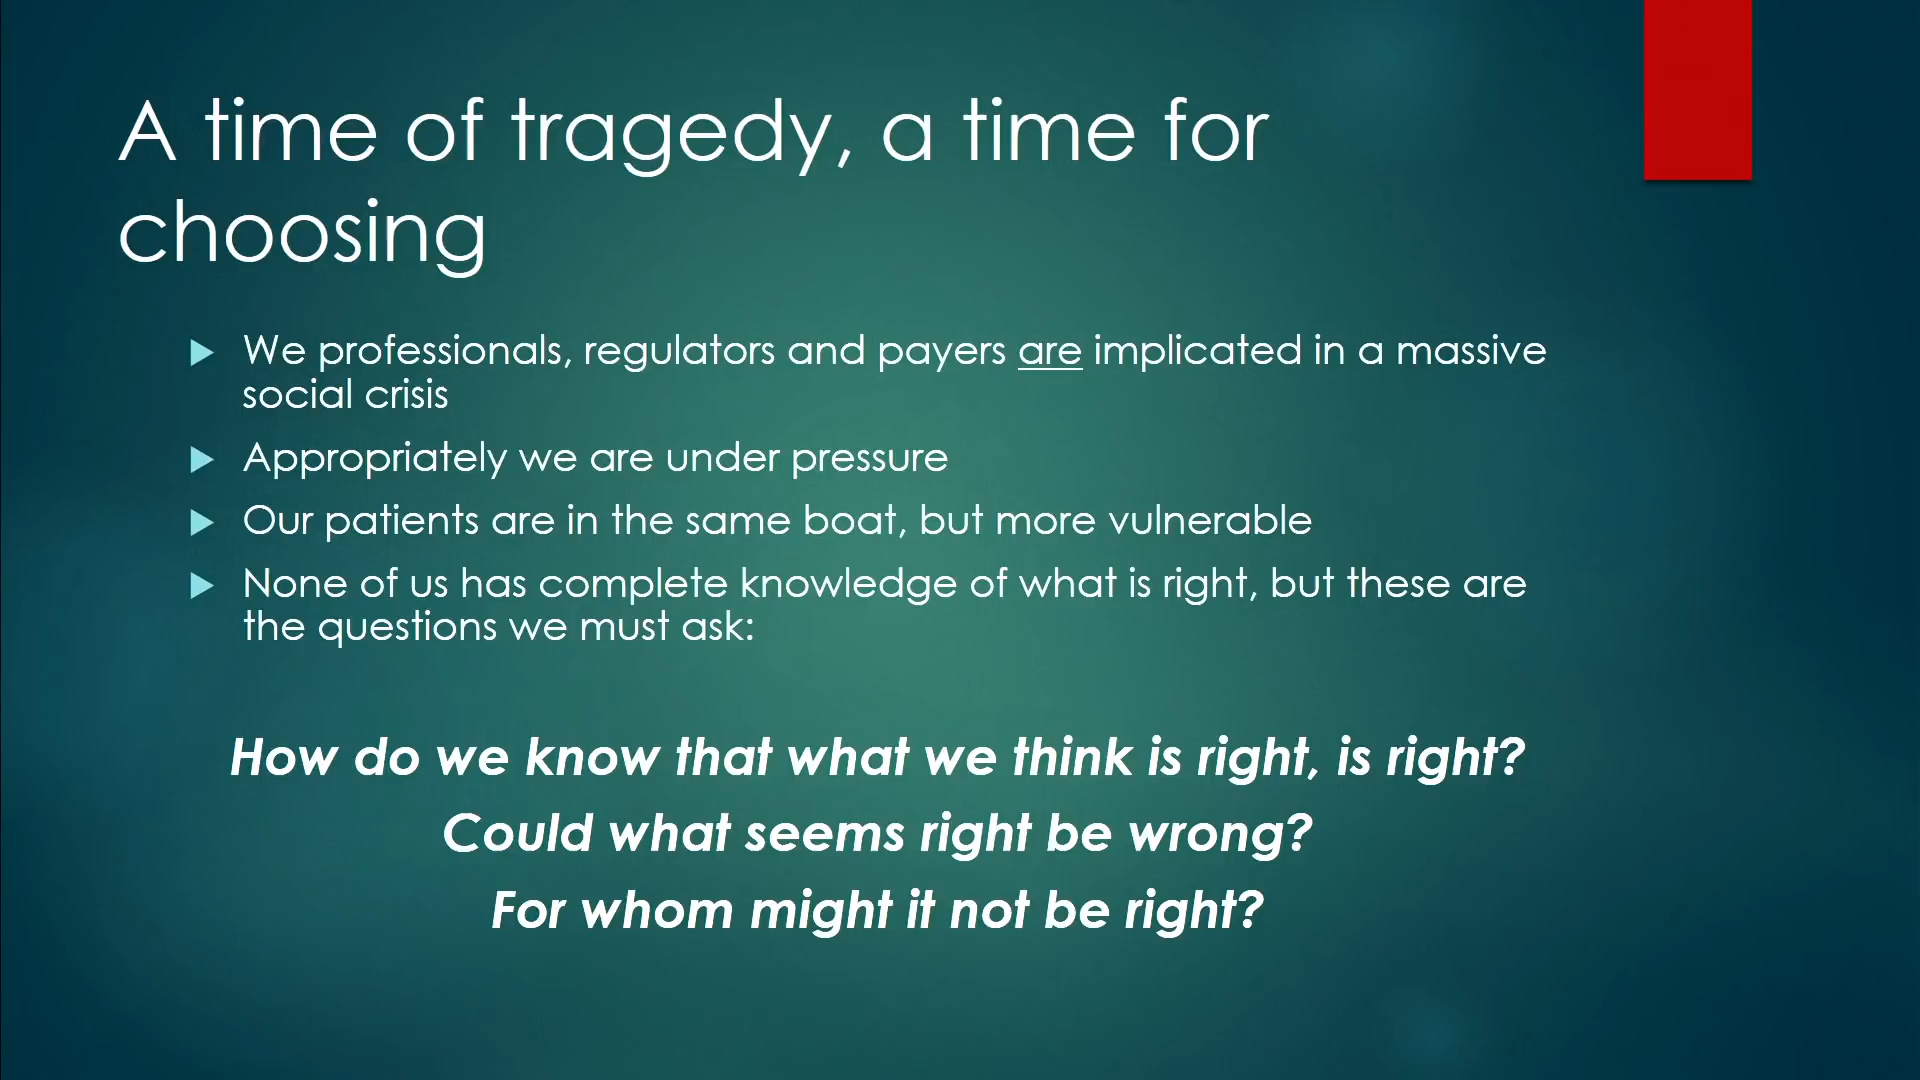 A time of tragedy, a time for
choosing
We professionals, regulators and payers are implicated in a massive
social crisis
Appropriately we are under pressure
Our patients are in the same boat, but more vulnerable
None of us has complete knowledge of what is right, but these are
the questions we must ask:
How do we know that what we think is right, is right?
Could what seems right be wrong?
For whom might it not be right?